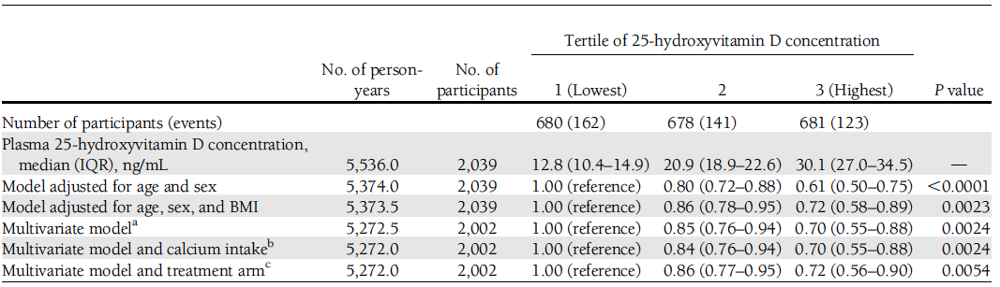 Tertile of 25-hydroxyvitamin D concentration
No. of person-years No. of participants 1 (Lowest) 2 3 (Highest) P value
Number of participants (events) 680 (162) 678 (141) 681 (123)
Plasma 25-hydroxyvitamin D concentration,
median (IQR), ng/mL 5,536.0 2,039 12.8 (10.4–14.9) 20.9 (18.9–22.6) 30.1 (27.0–34.5) —
Model adjusted for age and sex 5,374.0 2,039 1.00 (reference) 0.80 (0.72–0.88) 0.61 (0.50–0.75) <0.0001
Model adjusted for age, sex, and BMI 5,373.5 2,039 1.00 (reference) 0.86 (0.78–0.95) 0.72 (0.58–0.89) 0.0023
Multivariate modelᵃ 5,272.5 2,002 1.00 (reference) 0.85 (0.76–0.94) 0.70 (0.55–0.88) 0.0024
Multivariate model and calcium intakeᵇ 5,272.0 2,002 1.00 (reference) 0.84 (0.76–0.94) 0.70 (0.55–0.88) 0.0024
Multivariate model and treatment armᶜ 5,272.0 2,002 1.00 (reference) 0.86 (0.77–0.95) 0.72 (0.56–0.90) 0.0054